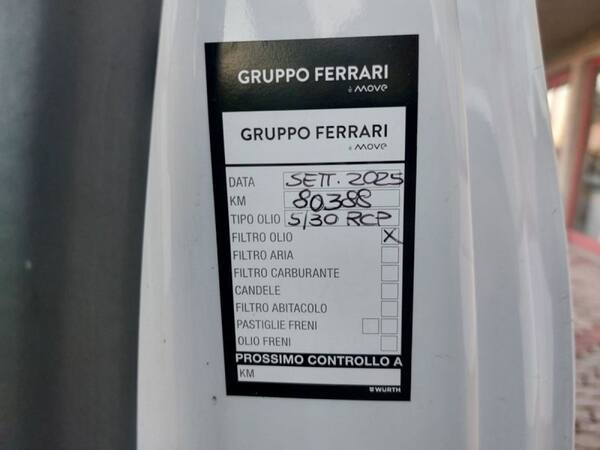 GRUPPO FERRARI
è MOVE
GRUPPO FERRARI
è MOVE
DATA SETT. 2025
KM 80388
TIPO OLIO 5/30 RCP
FILTRO OLIO X
FILTRO ARIA
FILTRO CARBURANTE
CANDELE
FILTRO ABITACOLO
PASTIGLIE FRENI
OLIO FRENI
PROSSIMO CONTROLLO A
KM
WURTH